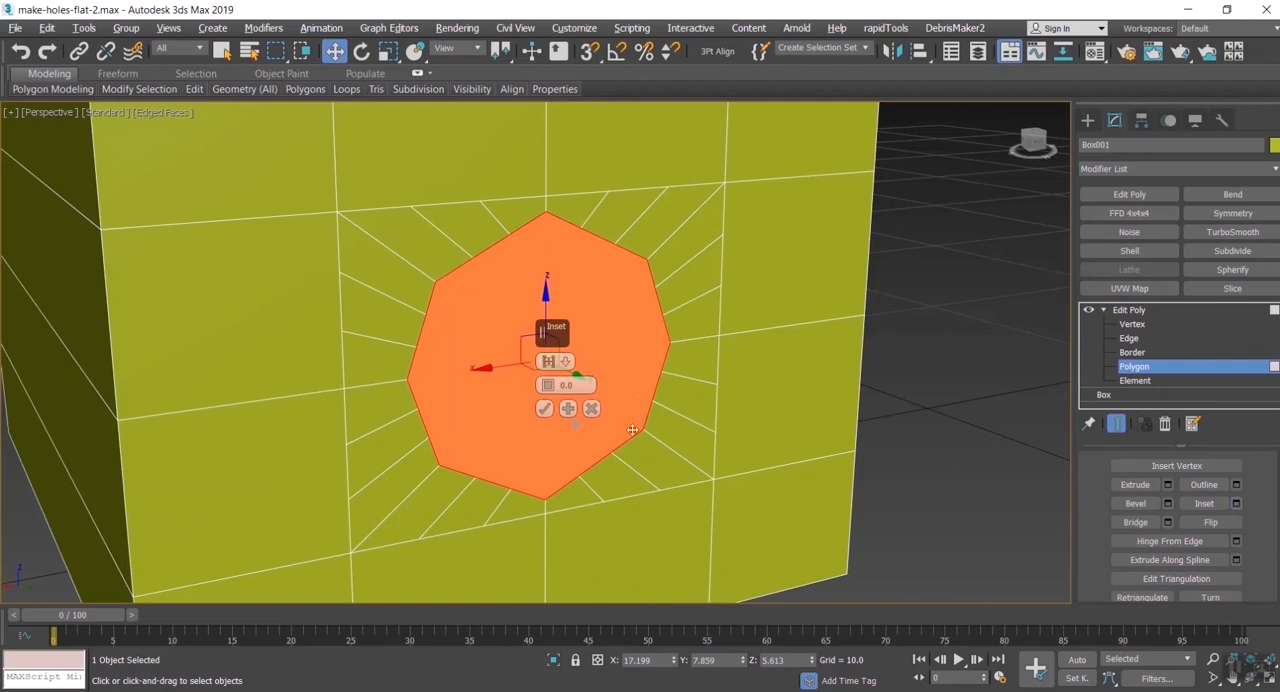 make-holes-flat-2.max - Autodesk 3ds Max 2019
File Edit Tools Group Views Create Modifiers Animation Graph Editors Rendering Civil View Customize Scripting Interactive Content Arnold Help rapidTools DebrisMaker2 Sign In Workspaces: Default
All View 3Pt Align Create Selection Set
Modeling Freeform Selection Object Paint Populate
Polygon Modeling Modify Selection Edit Geometry (All) Polygons Loops Tris Subdivision Visibility Align Properties
[+] [Perspective] [Standard] [Edged Faces]
Box001
Modifier List
Edit Poly Bend
FFD 4x4x4 Symmetry
Noise TurboSmooth
Shell Subdivide
Lathe Spherify
UVW Map Slice
Edit Poly
Vertex
Edge
Border
Polygon
Element
Box
z
Inset
x
0.0
Insert Vertex
Extrude Outline
Bevel Inset
Bridge Flip
Hinge From Edge
Extrude Along Spline
Edit Triangulation
Retriangulate Turn
z
< 0 / 100 >
0 5 10 15 20 25 30 35 40 45 50 55 60 65 70 75 80 85 90 95 100
1 Object Selected X: 17.199 Y: 7.859 Z: 5.613 Grid = 10.0 Auto Selected
MAXScript Mi: Click or click-and-drag to select objects Add Time Tag 0 Set K. Filters...